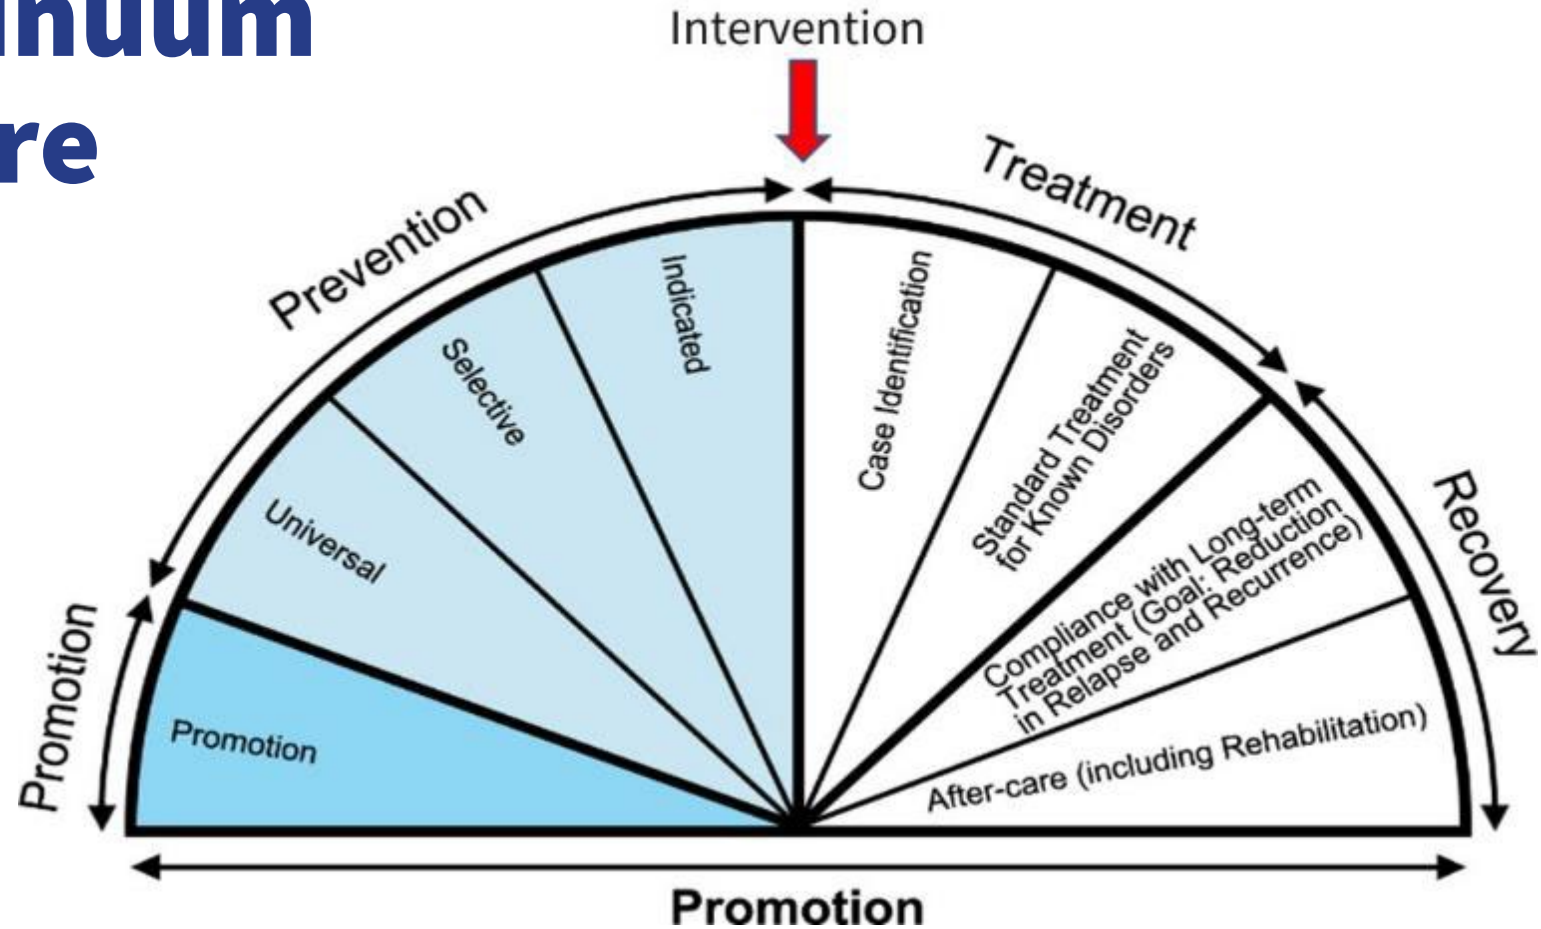 inuum
re
Intervention
Prevention
Treatment
Recovery
Promotion
Promotion
Universal
Selective
Indicated
Case Identification
Standard Treatment
for Known Disorders
Compliance with Long-term
Treatment (Goal: Reduction
in Relapse and Recurrence)
After-care (including Rehabilitation)
Promotion